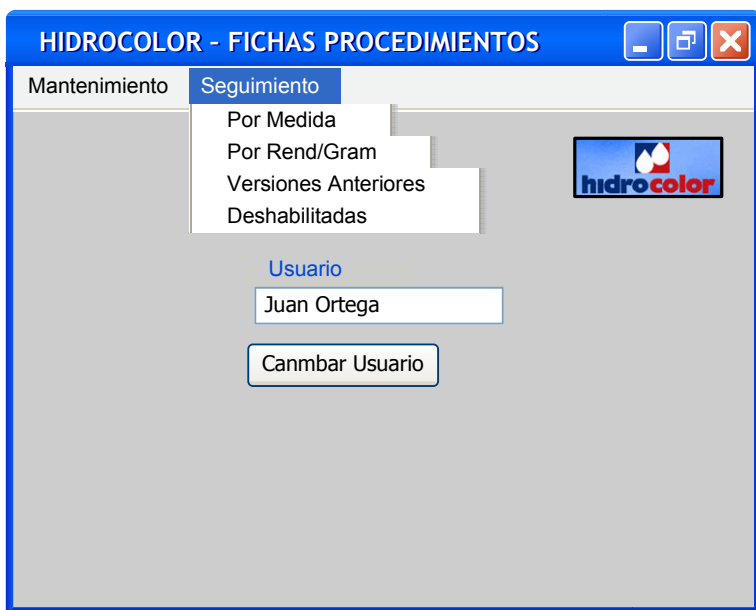 HIDROCOLOR - FICHAS PROCEDIMIENTOS
Mantenimiento Seguimiento
Por Medida
Por Rend/Gram
Versiones Anteriores
Deshabilitadas
hidrocolor
Usuario
Juan Ortega
Canmbar Usuario